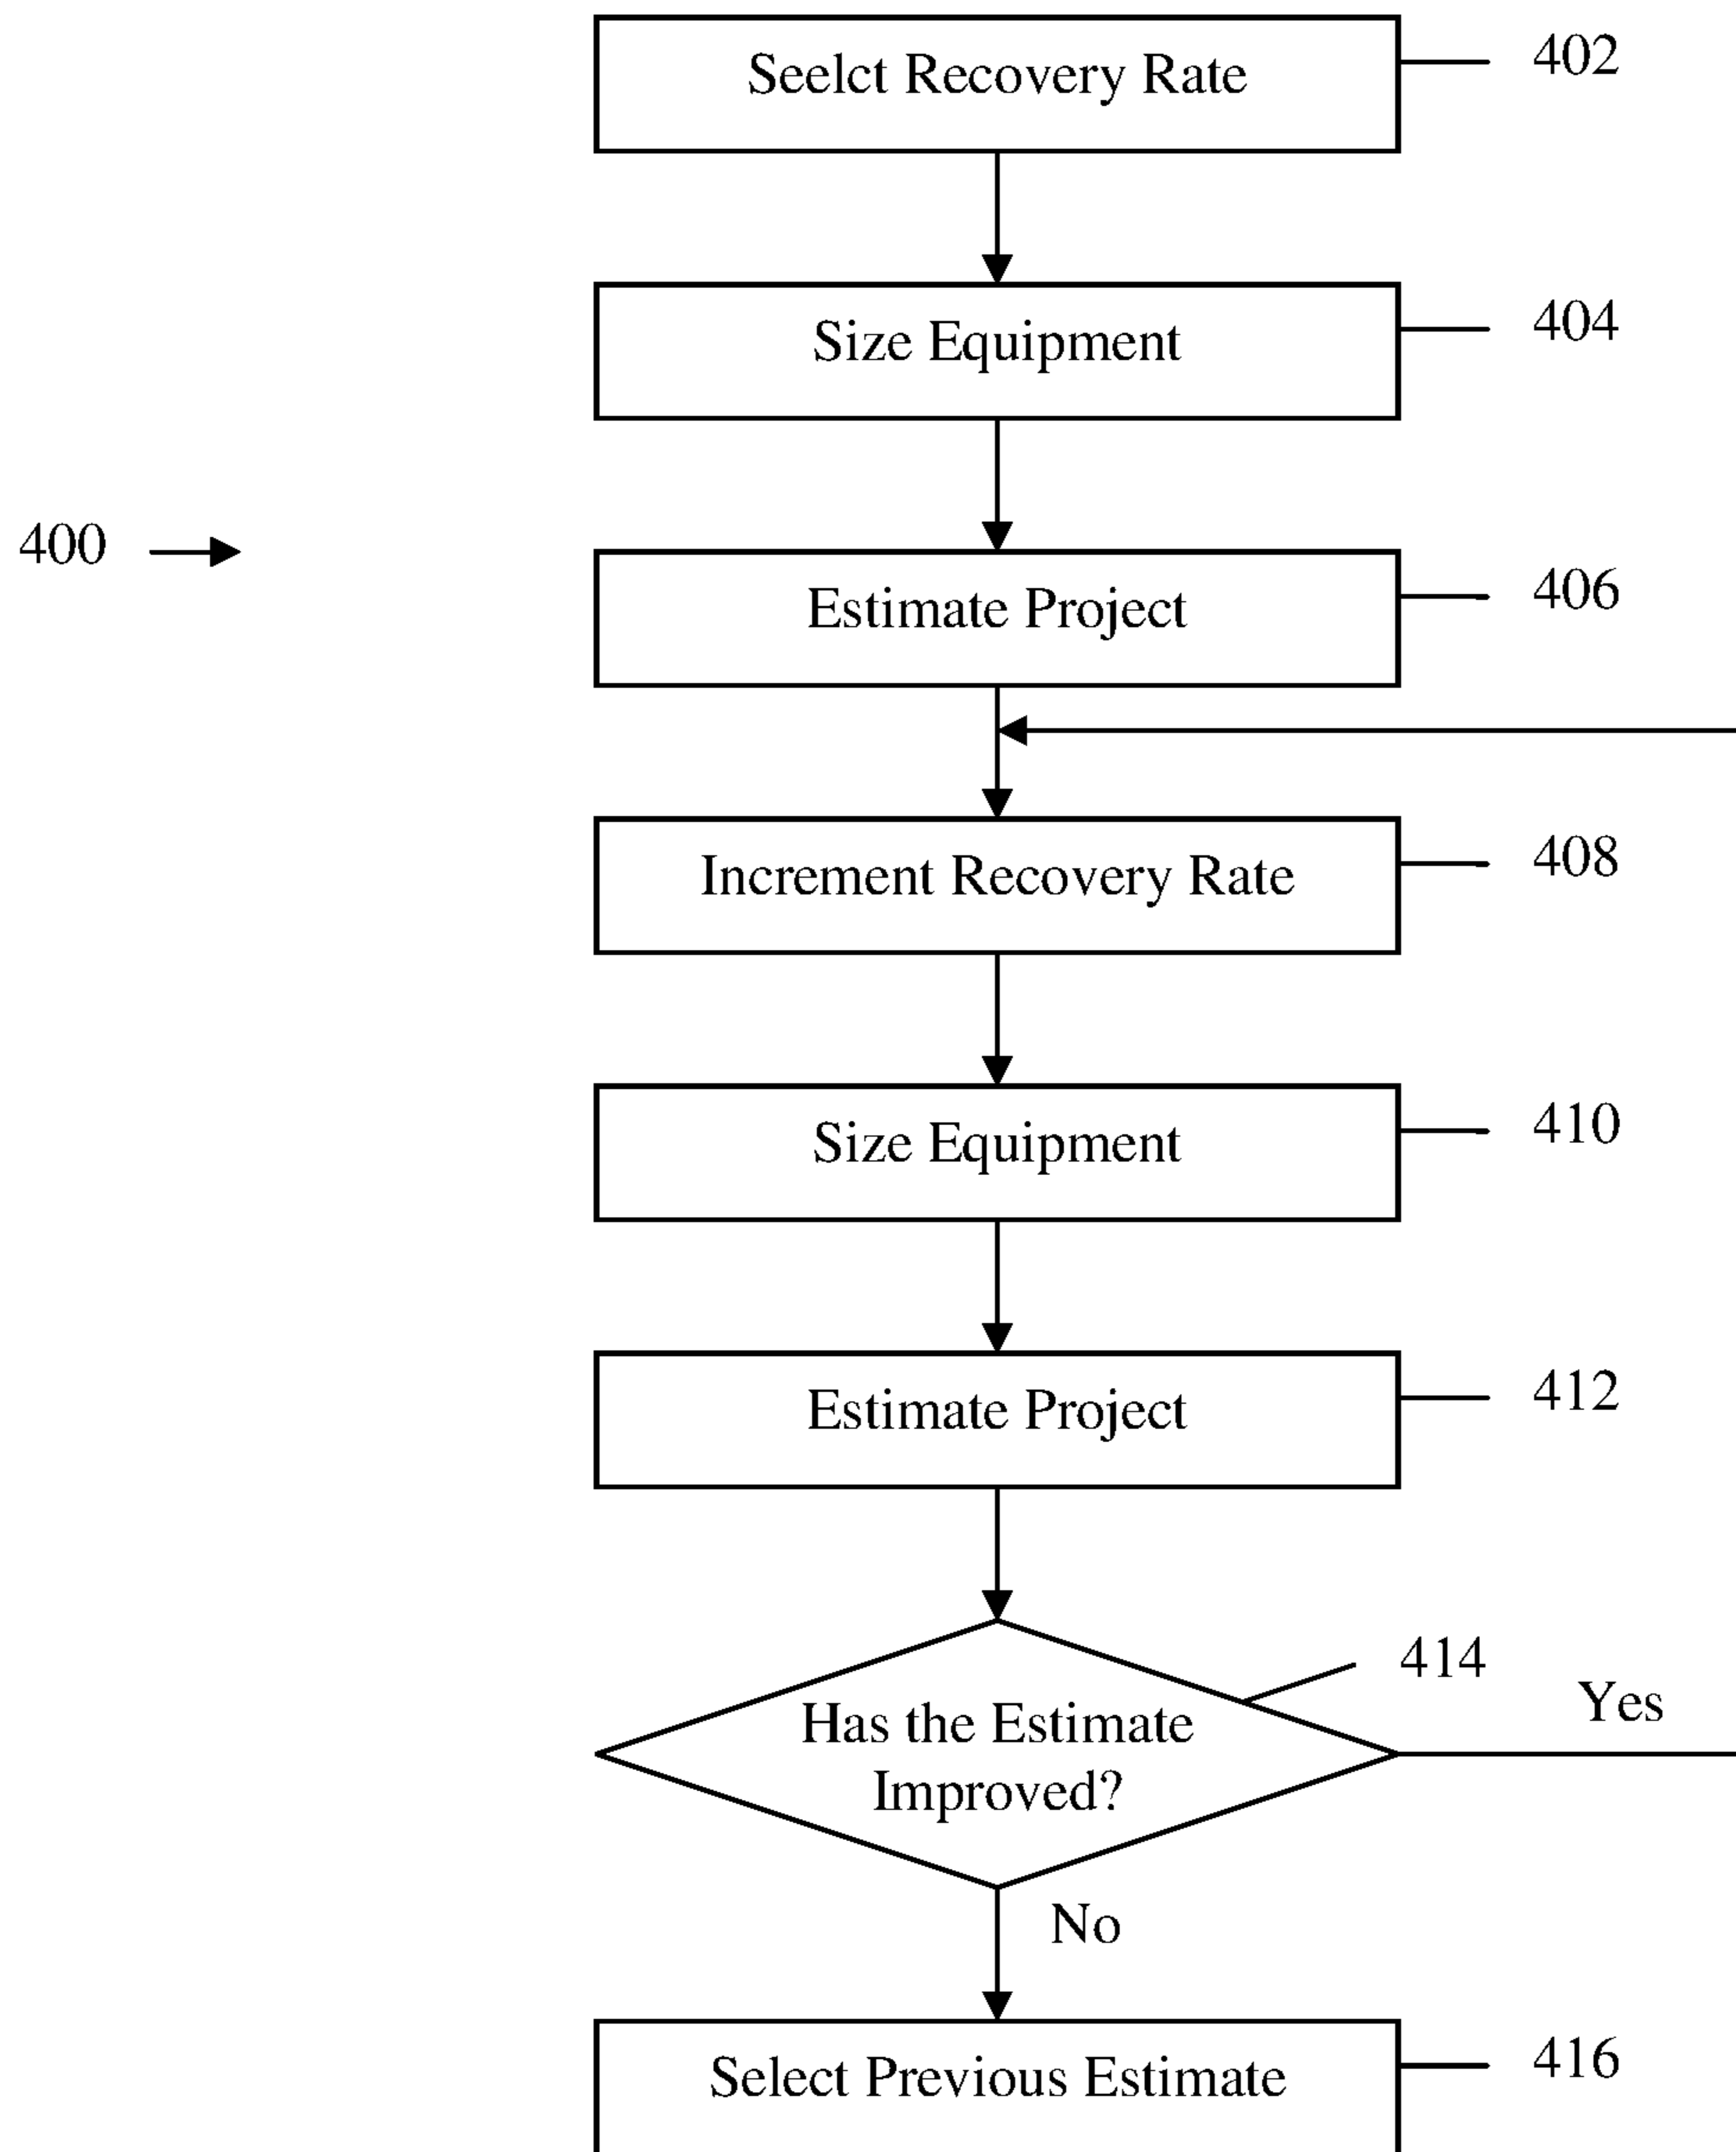 Seelct Recovery Rate
402
Size Equipment
404
400
Estimate Project
406
Increment Recovery Rate
408
Size Equipment
410
Estimate Project
412
414
Has the Estimate
Improved?
Yes
No
Select Previous Estimate
416